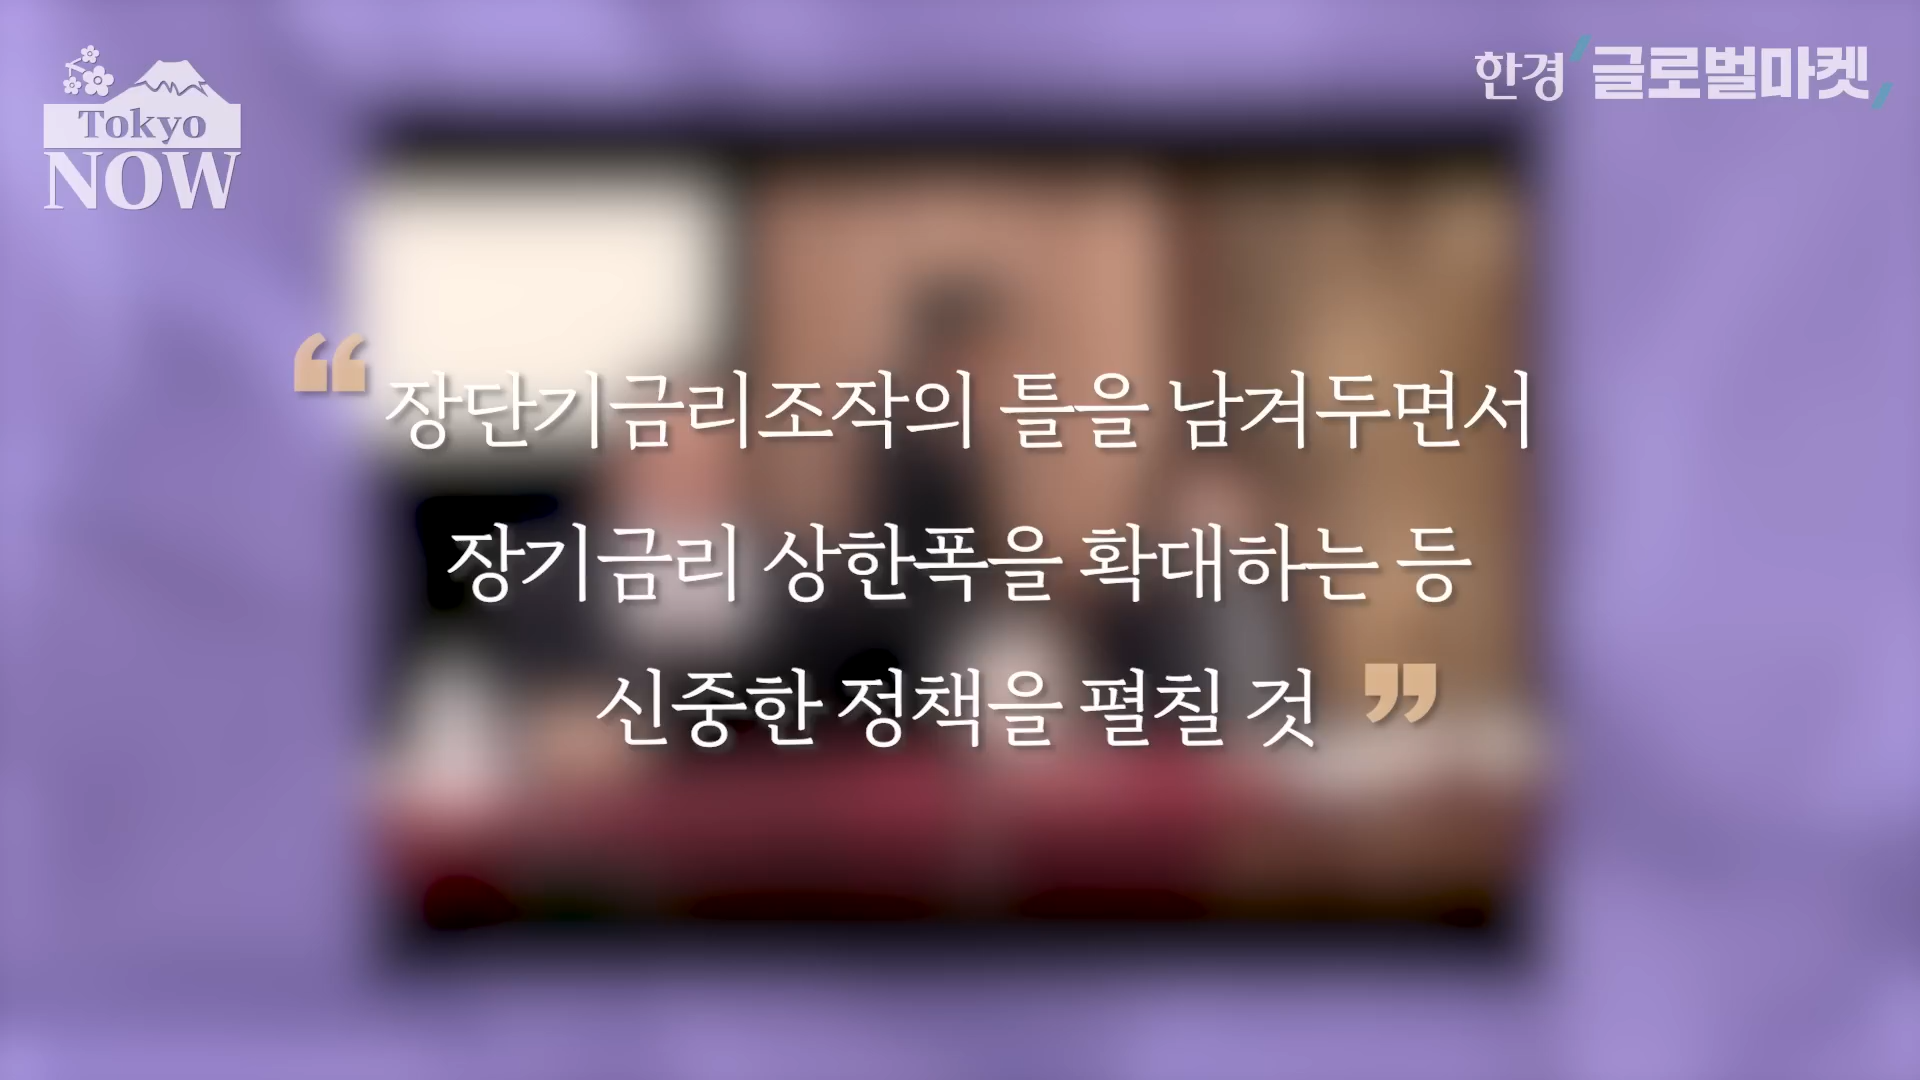 Tokyo
NOW
한경 글로벌마켓
“ 장단기금리조작의 틀을 남겨두면서
장기금리 상한폭을 확대하는 등
신중한 정책을 펼칠 것 ”